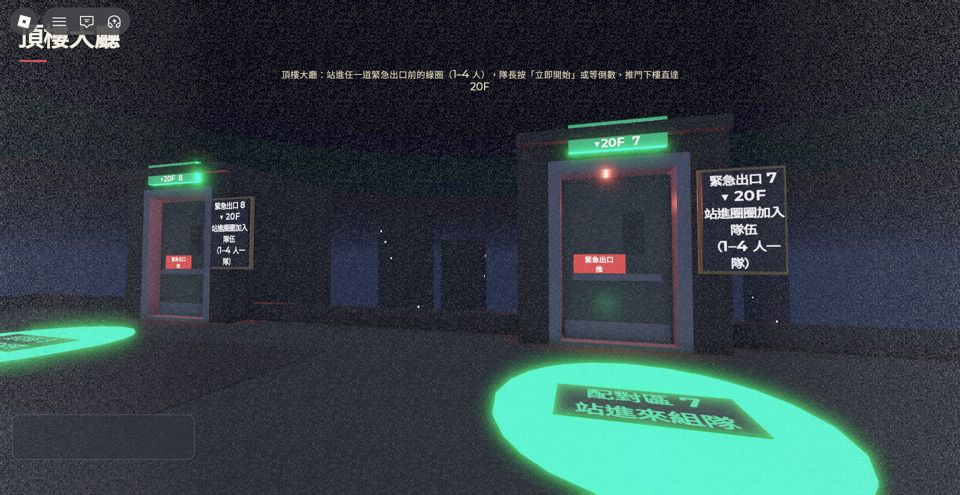 頂樓大廳
頂樓大廳：站進任一道緊急出口前的綠圈（1–4 人），隊長按「立即開始」或等倒數，推門下樓直達
20F
▼20F 8
緊急出口 8
▼ 20F
站進圈圈加入
隊伍
（1–4 人一
隊）
緊急出口
推
▼20F 7
緊急出口 7
▼ 20F
站進圈圈加入
隊伍
（1–4 人一
隊）
緊急出口
推
配對區 7
站進來組隊